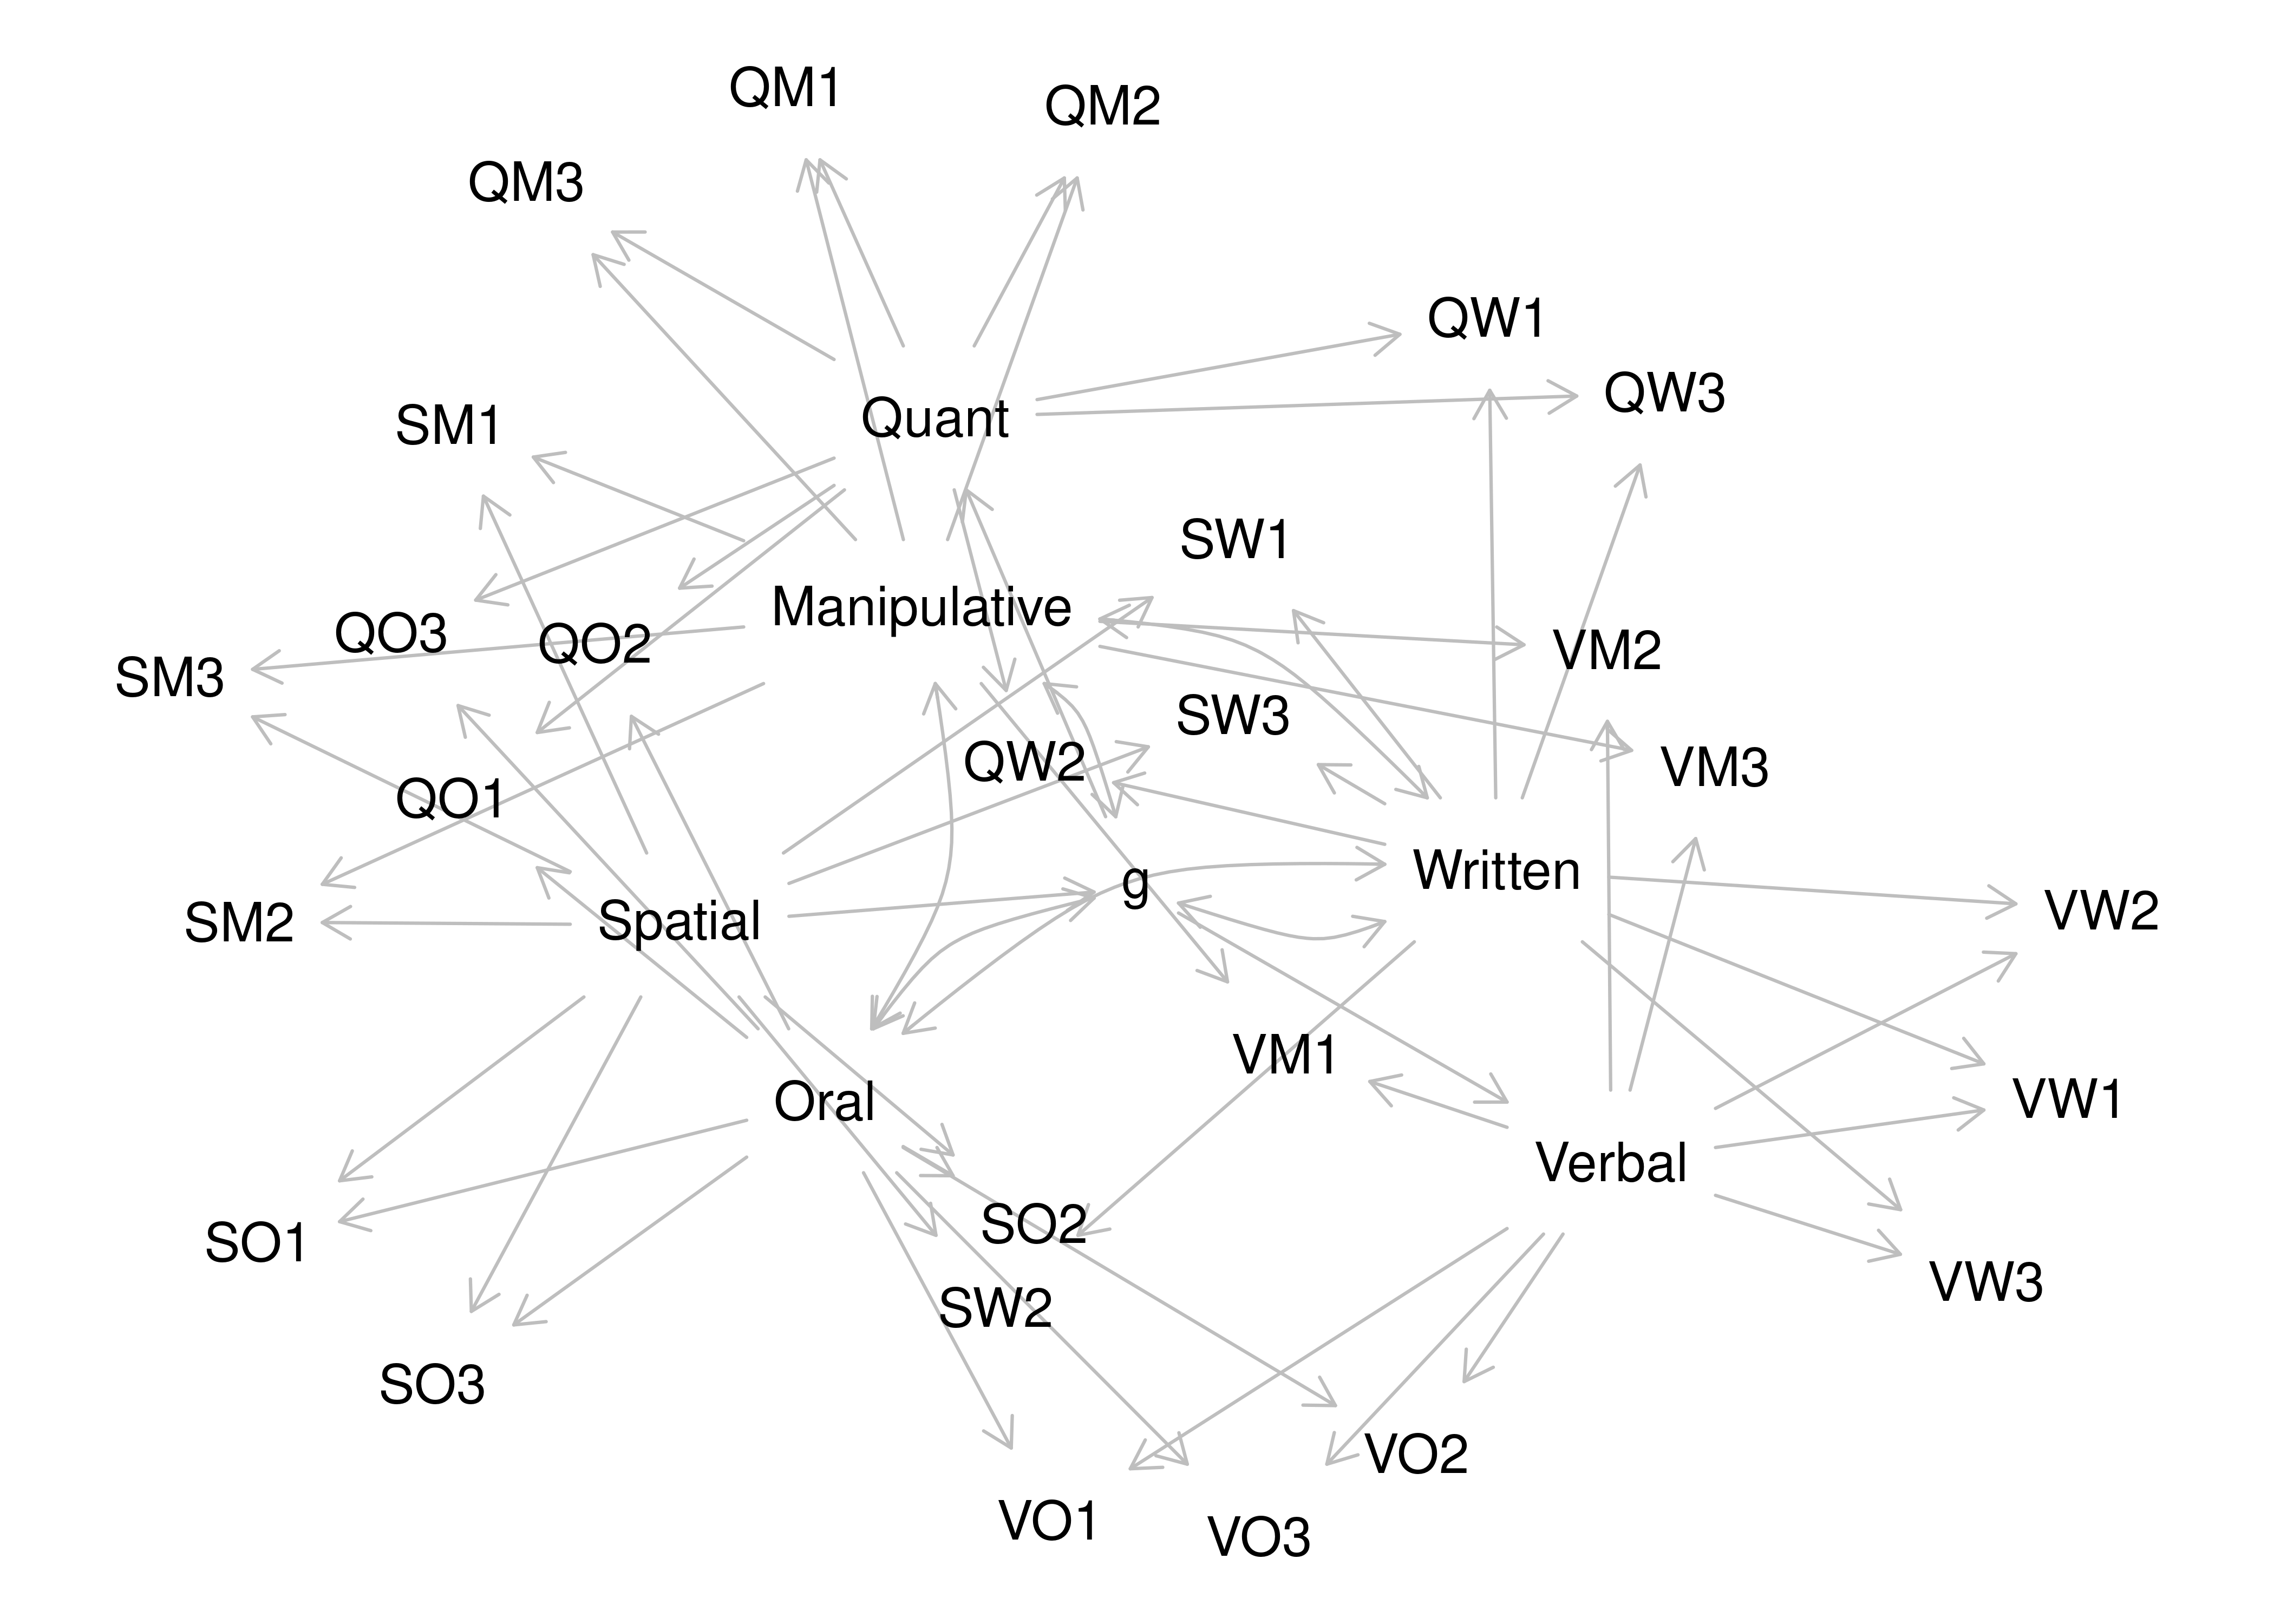 QM1
QM2
QM3
QW1
QW3
Quant
SM1
SW1
Manipulative
QO3
QO2
VM2
SM3
SW3
QW2
VM3
QO1
Written
g
VW2
SM2
Spatial
VM1
VW1
Oral
Verbal
SO2
SO1
VW3
SW2
SO3
VO2
VO1
VO3